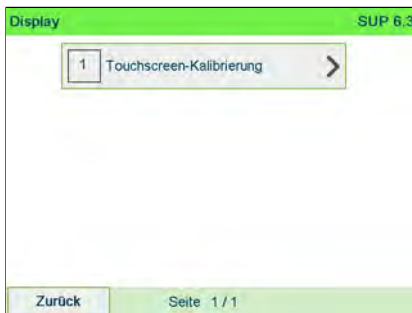 Display SUP 6.3
1 Touchscreen-Kalibrierung
Zurück Seite 1 / 1